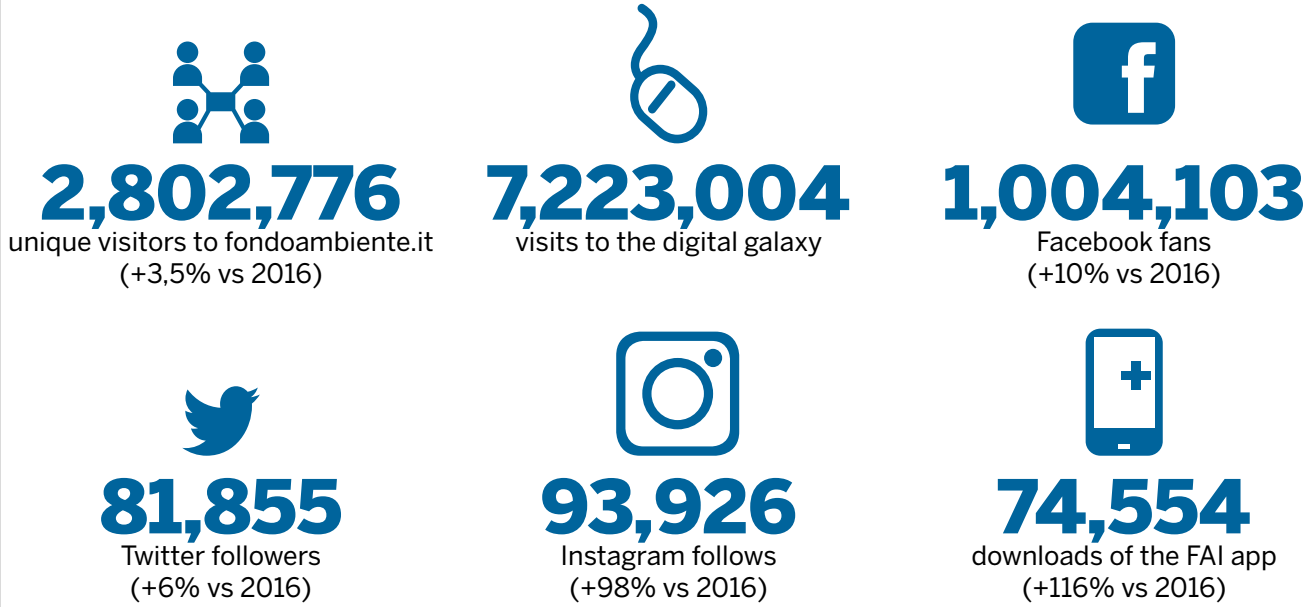 2,802,776
unique visitors to fondoambiente.it
(+3,5% vs 2016)
7,223,004
visits to the digital galaxy
1,004,103
Facebook fans
(+10% vs 2016)
81,855
Twitter followers
(+6% vs 2016)
93,926
Instagram follows
(+98% vs 2016)
74,554
downloads of the FAI app
(+116% vs 2016)